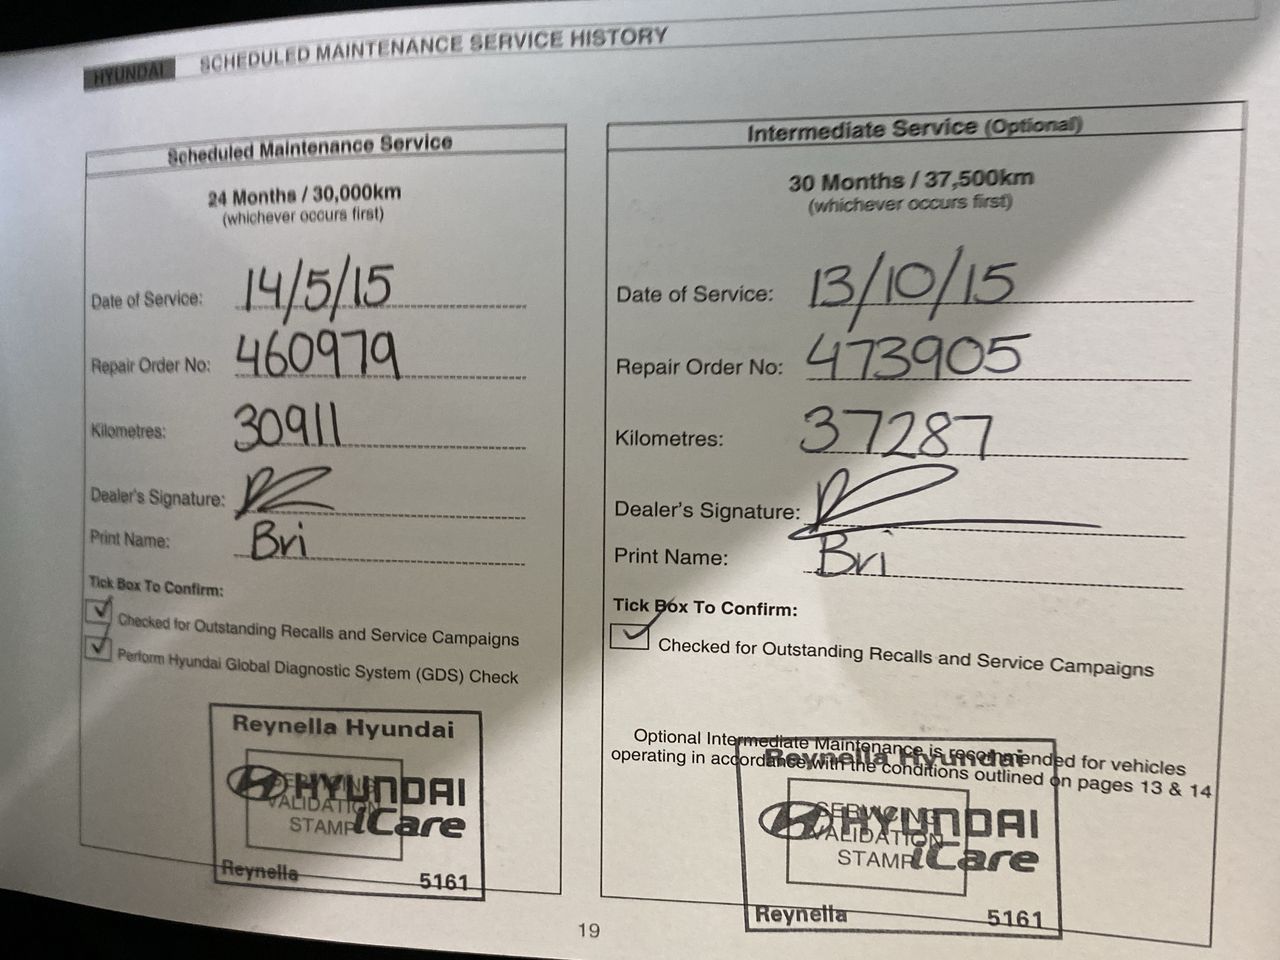 HYUNDAI SCHEDULED MAINTENANCE SERVICE HISTORY
Scheduled Maintenance Service
24 Months / 30,000km
(whichever occurs first)
Date of Service: 14/5/15
Repair Order No: 460979
Kilometres: 30911
Dealer's Signature:
Print Name: Bri
Tick Box To Confirm:
Checked for Outstanding Recalls and Service Campaigns
Perform Hyundai Global Diagnostic System (GDS) Check
Reynella Hyundai
HYUNDAI
iCare
SERVICING
VALIDATION
STAMP
Reynella 5161
Intermediate Service (Optional)
30 Months / 37,500km
(whichever occurs first)
Date of Service: 13/10/15
Repair Order No: 473905
Kilometres: 37287
Dealer's Signature:
Print Name: Bri
Tick Box To Confirm:
Checked for Outstanding Recalls and Service Campaigns
Optional Intermediate Maintenance is recommended for vehicles
operating in accordance with the conditions outlined on pages 13 & 14
Reynella Hyundai
HYUNDAI
iCare
SERVICING
VALIDATION
STAMP
Reynella 5161
19